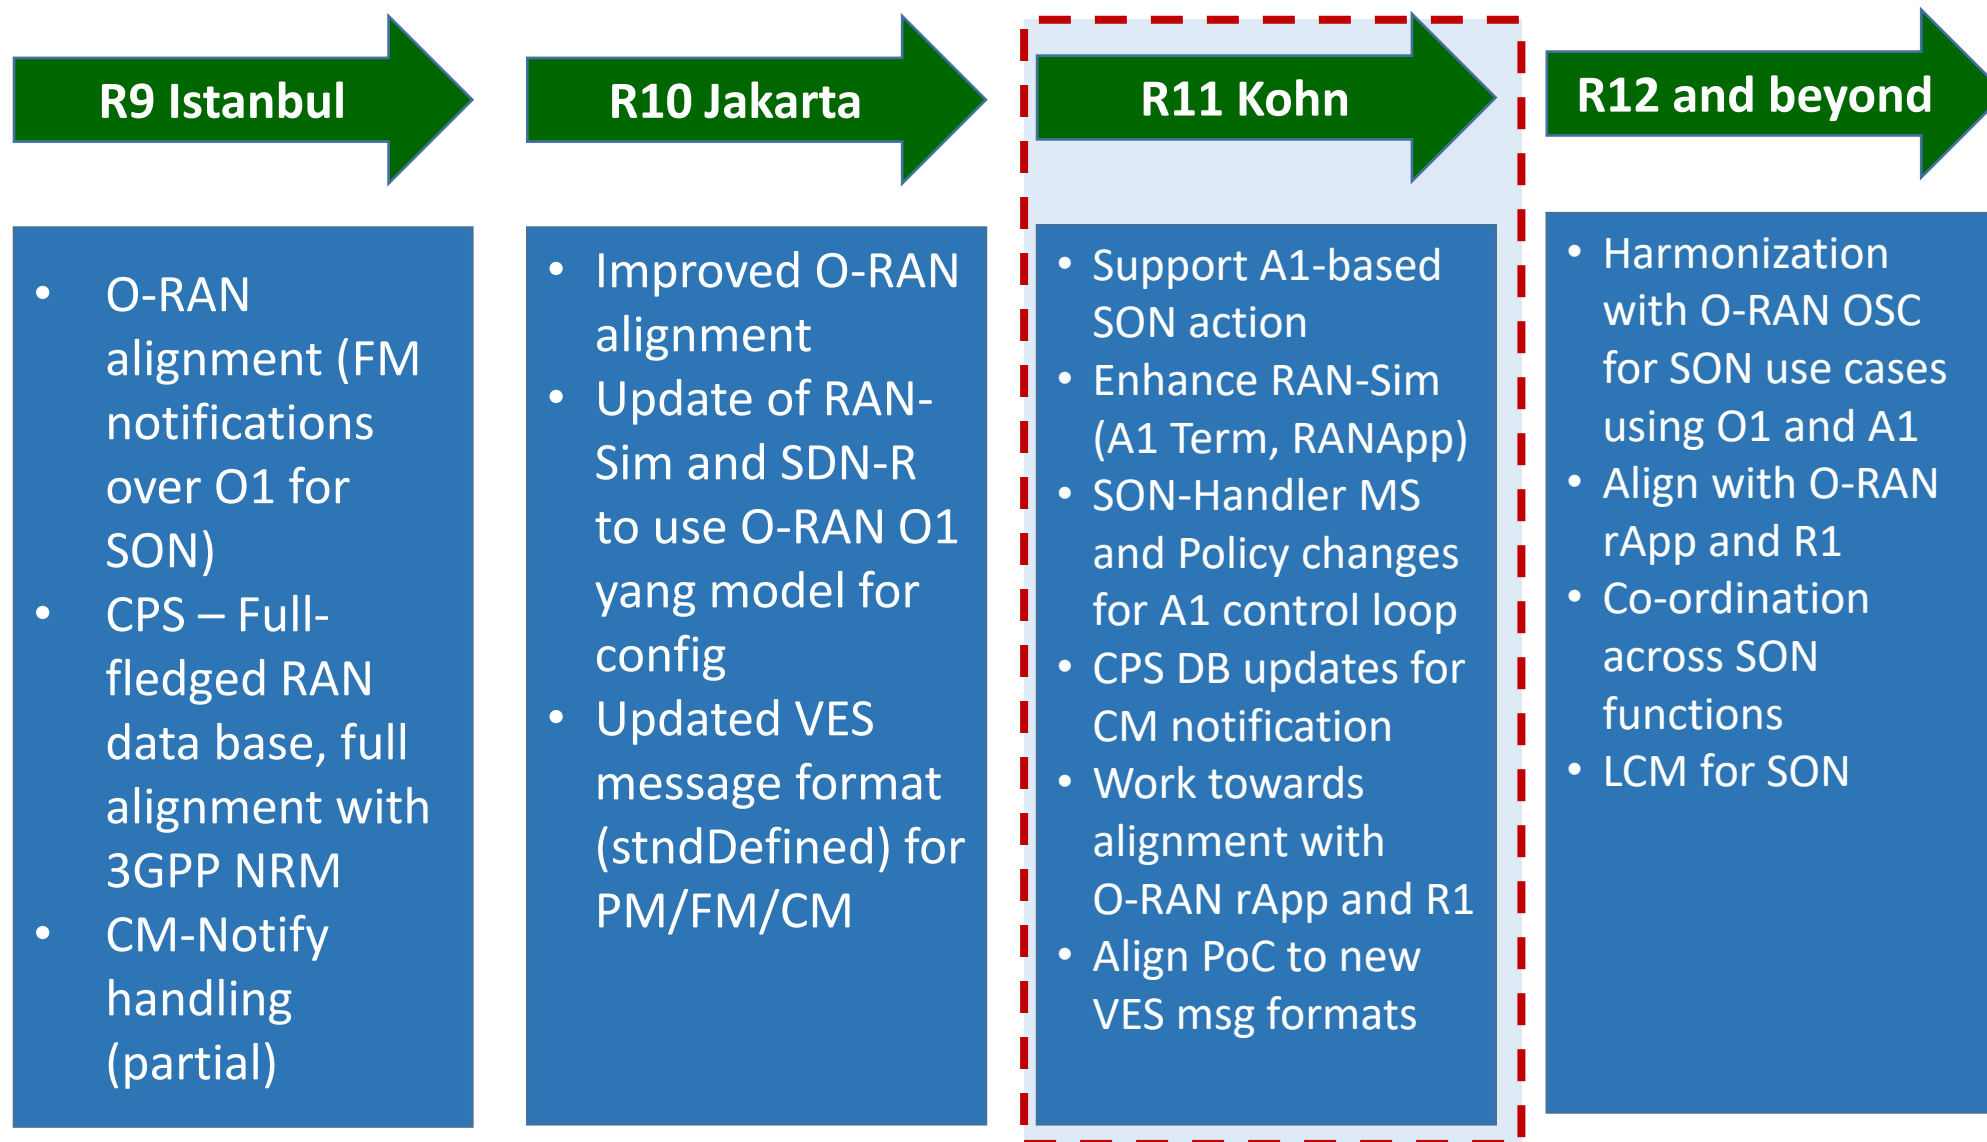 R9 Istanbul
• O-RAN
alignment (FM
notifications
over O1 for
SON)
• CPS – Full-
fledged RAN
data base, full
alignment with
3GPP NRM
• CM-Notify
handling
(partial)
R10 Jakarta
• Improved O-RAN
alignment
• Update of RAN-
Sim and SDN-R
to use O-RAN O1
yang model for
config
• Updated VES
message format
(stndDefined) for
PM/FM/CM
R11 Kohn
• Support A1-based
SON action
• Enhance RAN-Sim
(A1 Term, RANApp)
• SON-Handler MS
and Policy changes
for A1 control loop
• CPS DB updates for
CM notification
• Work towards
alignment with
O-RAN rApp and R1
• Align PoC to new
VES msg formats
R12 and beyond
• Harmonization
with O-RAN OSC
for SON use cases
using O1 and A1
• Align with O-RAN
rApp and R1
• Co-ordination
across SON
functions
• LCM for SON